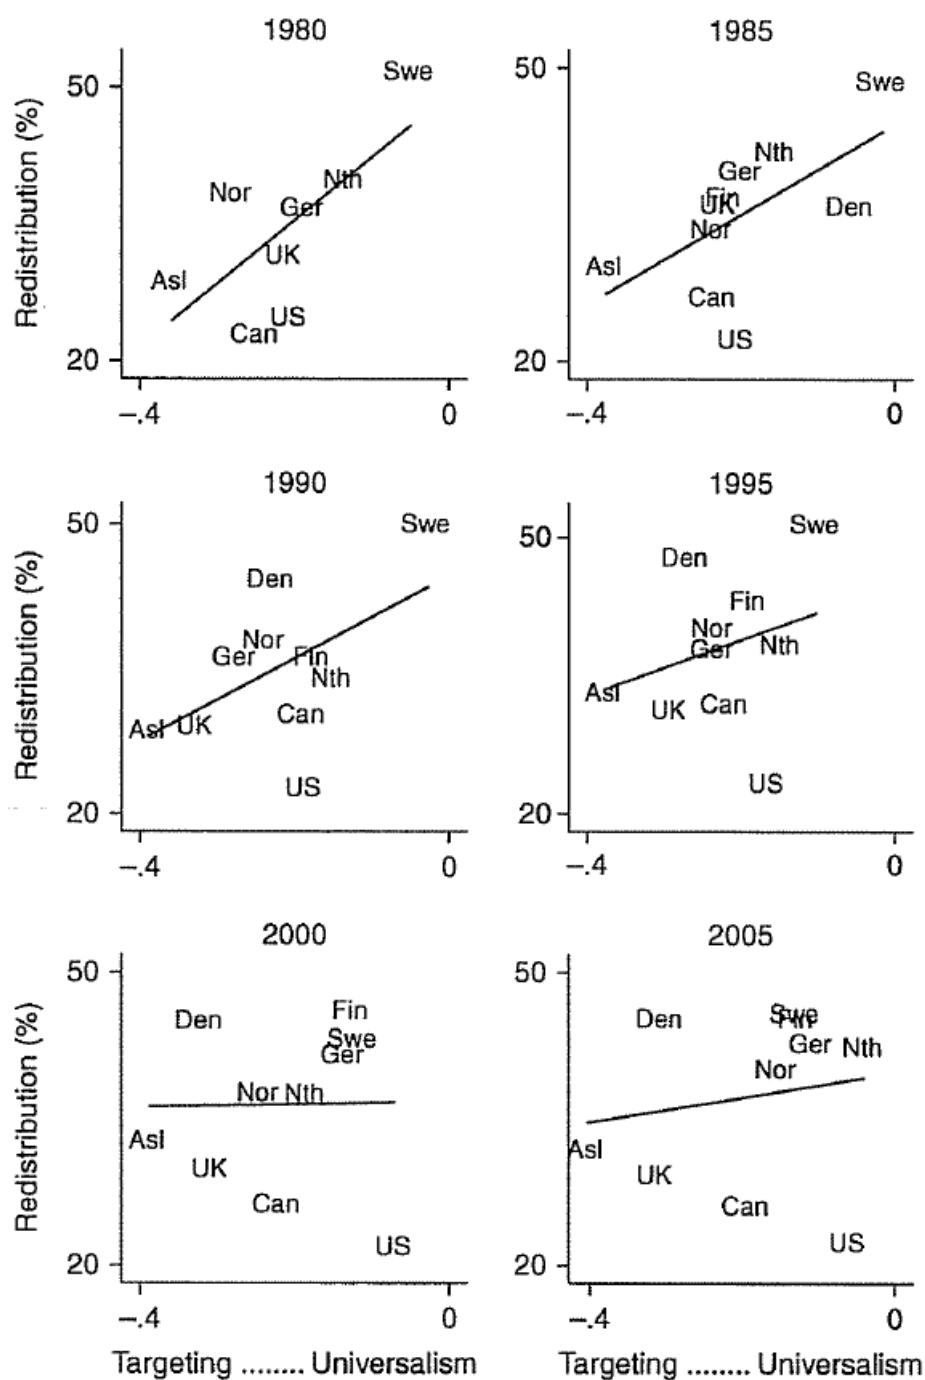 1980
Redistribution (%)
50
20
Swe
Nor
Nth
Ger
UK
Asl
US
Can
–.4
0
1985
50
20
Swe
Nth
Ger
Fin
UK
Den
Nor
Asl
Can
US
–.4
0
1990
Redistribution (%)
50
20
Swe
Den
Nor
Ger
Fin
Nth
Can
Asl
UK
US
–.4
0
1995
50
20
Swe
Den
Fin
Nor
Ger
Nth
Asl
UK
Can
US
–.4
0
2000
Redistribution (%)
50
20
Den
Fin
Swe
Ger
Nor
Nth
Asl
UK
Can
US
–.4
0
Targeting ........ Universalism
2005
50
20
Den
Swe
Fin
Ger
Nth
Nor
Asl
UK
Can
US
–.4
0
Targeting ........ Universalism